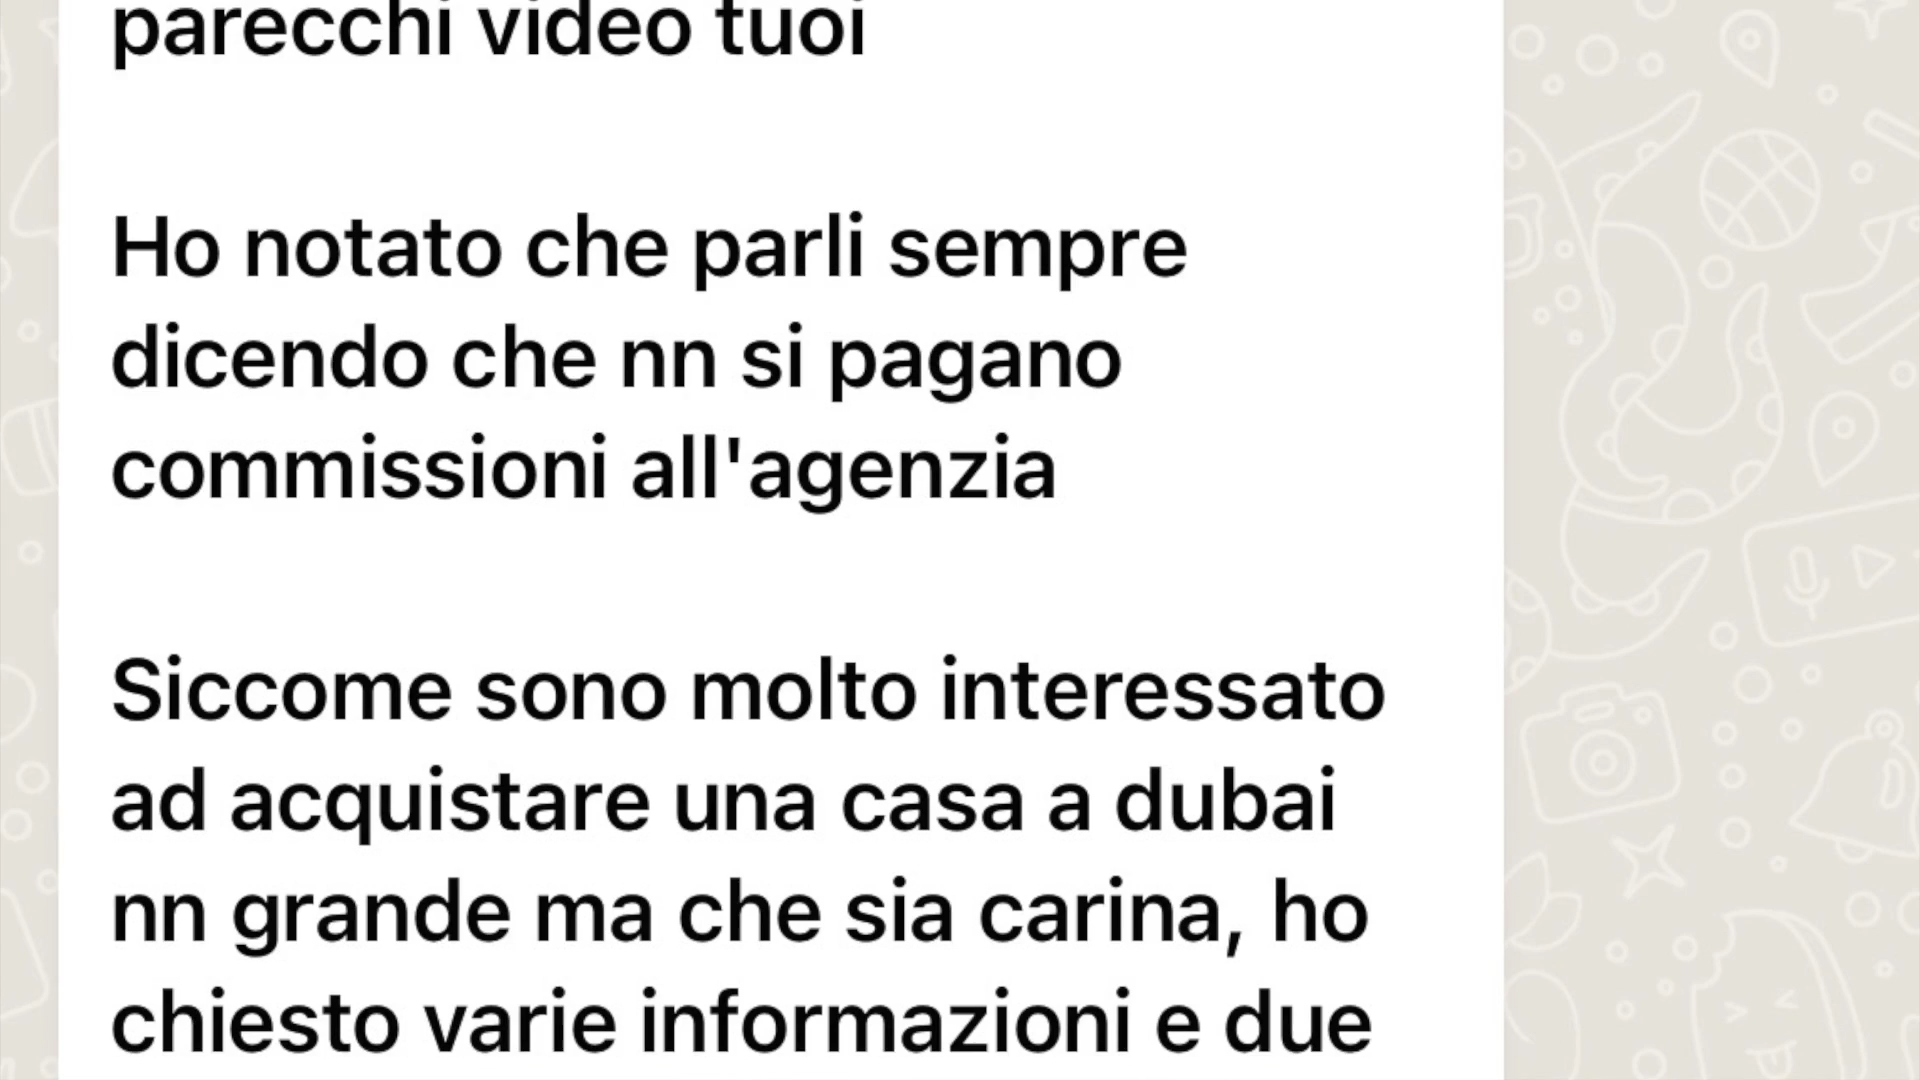 parecchi video tuoi
Ho notato che parli sempre
dicendo che nn si pagano
commissioni all'agenzia
Siccome sono molto interessato
ad acquistare una casa a dubai
nn grande ma che sia carina, ho
chiesto varie informazioni e due